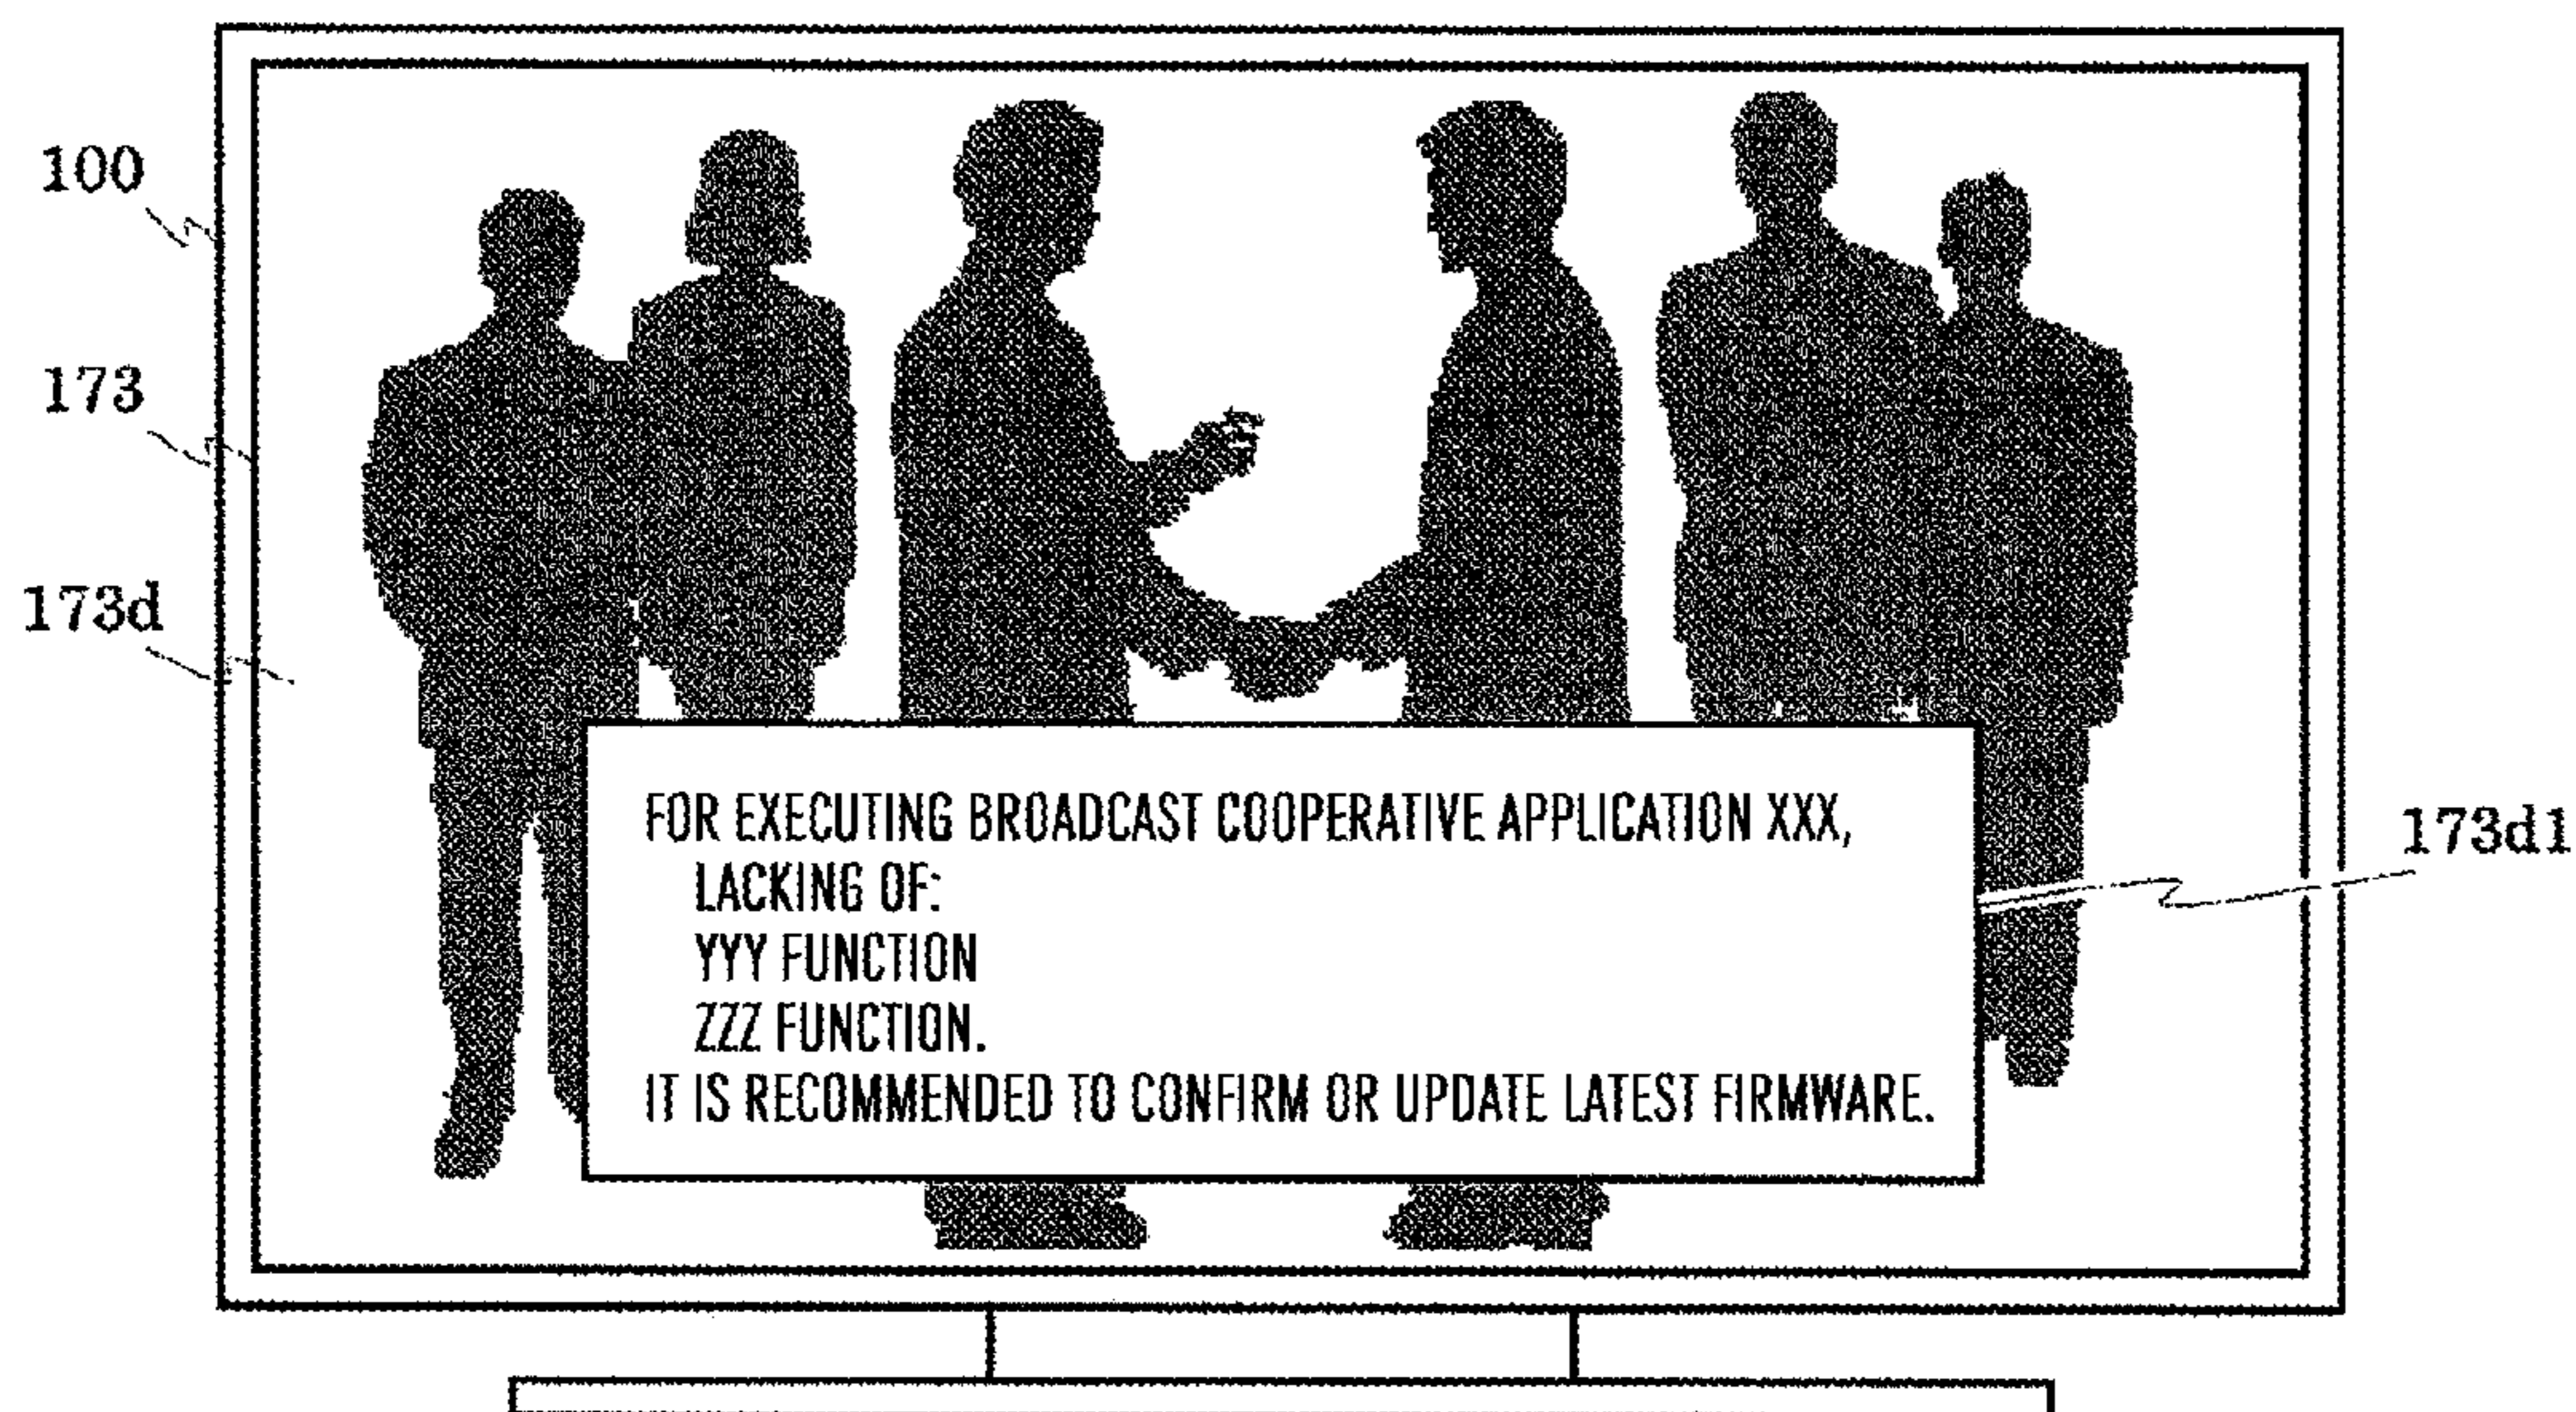 100
173
173d
FOR EXECUTING BROADCAST COOPERATIVE APPLICATION XXX,
LACKING OF:
YYY FUNCTION
ZZZ FUNCTION.
IT IS RECOMMENDED TO CONFIRM OR UPDATE LATEST FIRMWARE.
173d1